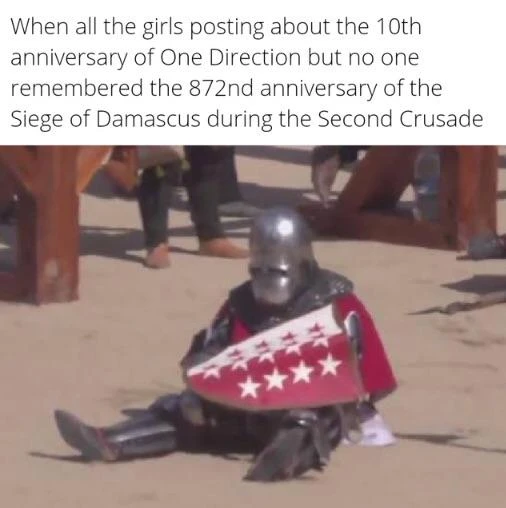 When all the girls posting about the 10th
anniversary of One Direction but no one
remembered the 872nd anniversary of the
Siege of Damascus during the Second Crusade